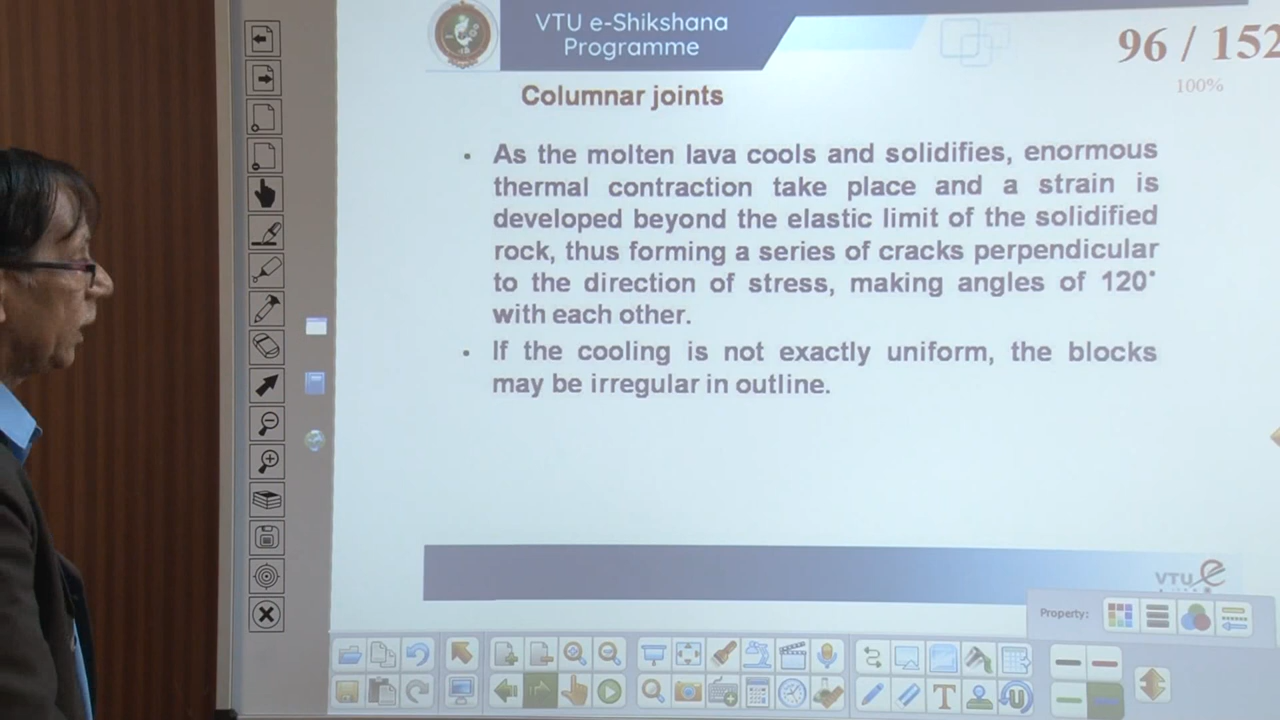 VTU e-Shikshana
Programme
96 / 152
100%
Columnar joints
• As the molten lava cools and solidifies, enormous
thermal contraction take place and a strain is
developed beyond the elastic limit of the solidified
rock, thus forming a series of cracks perpendicular
to the direction of stress, making angles of 120°
with each other.
• If the cooling is not exactly uniform, the blocks
may be irregular in outline.
VTU e
Property: